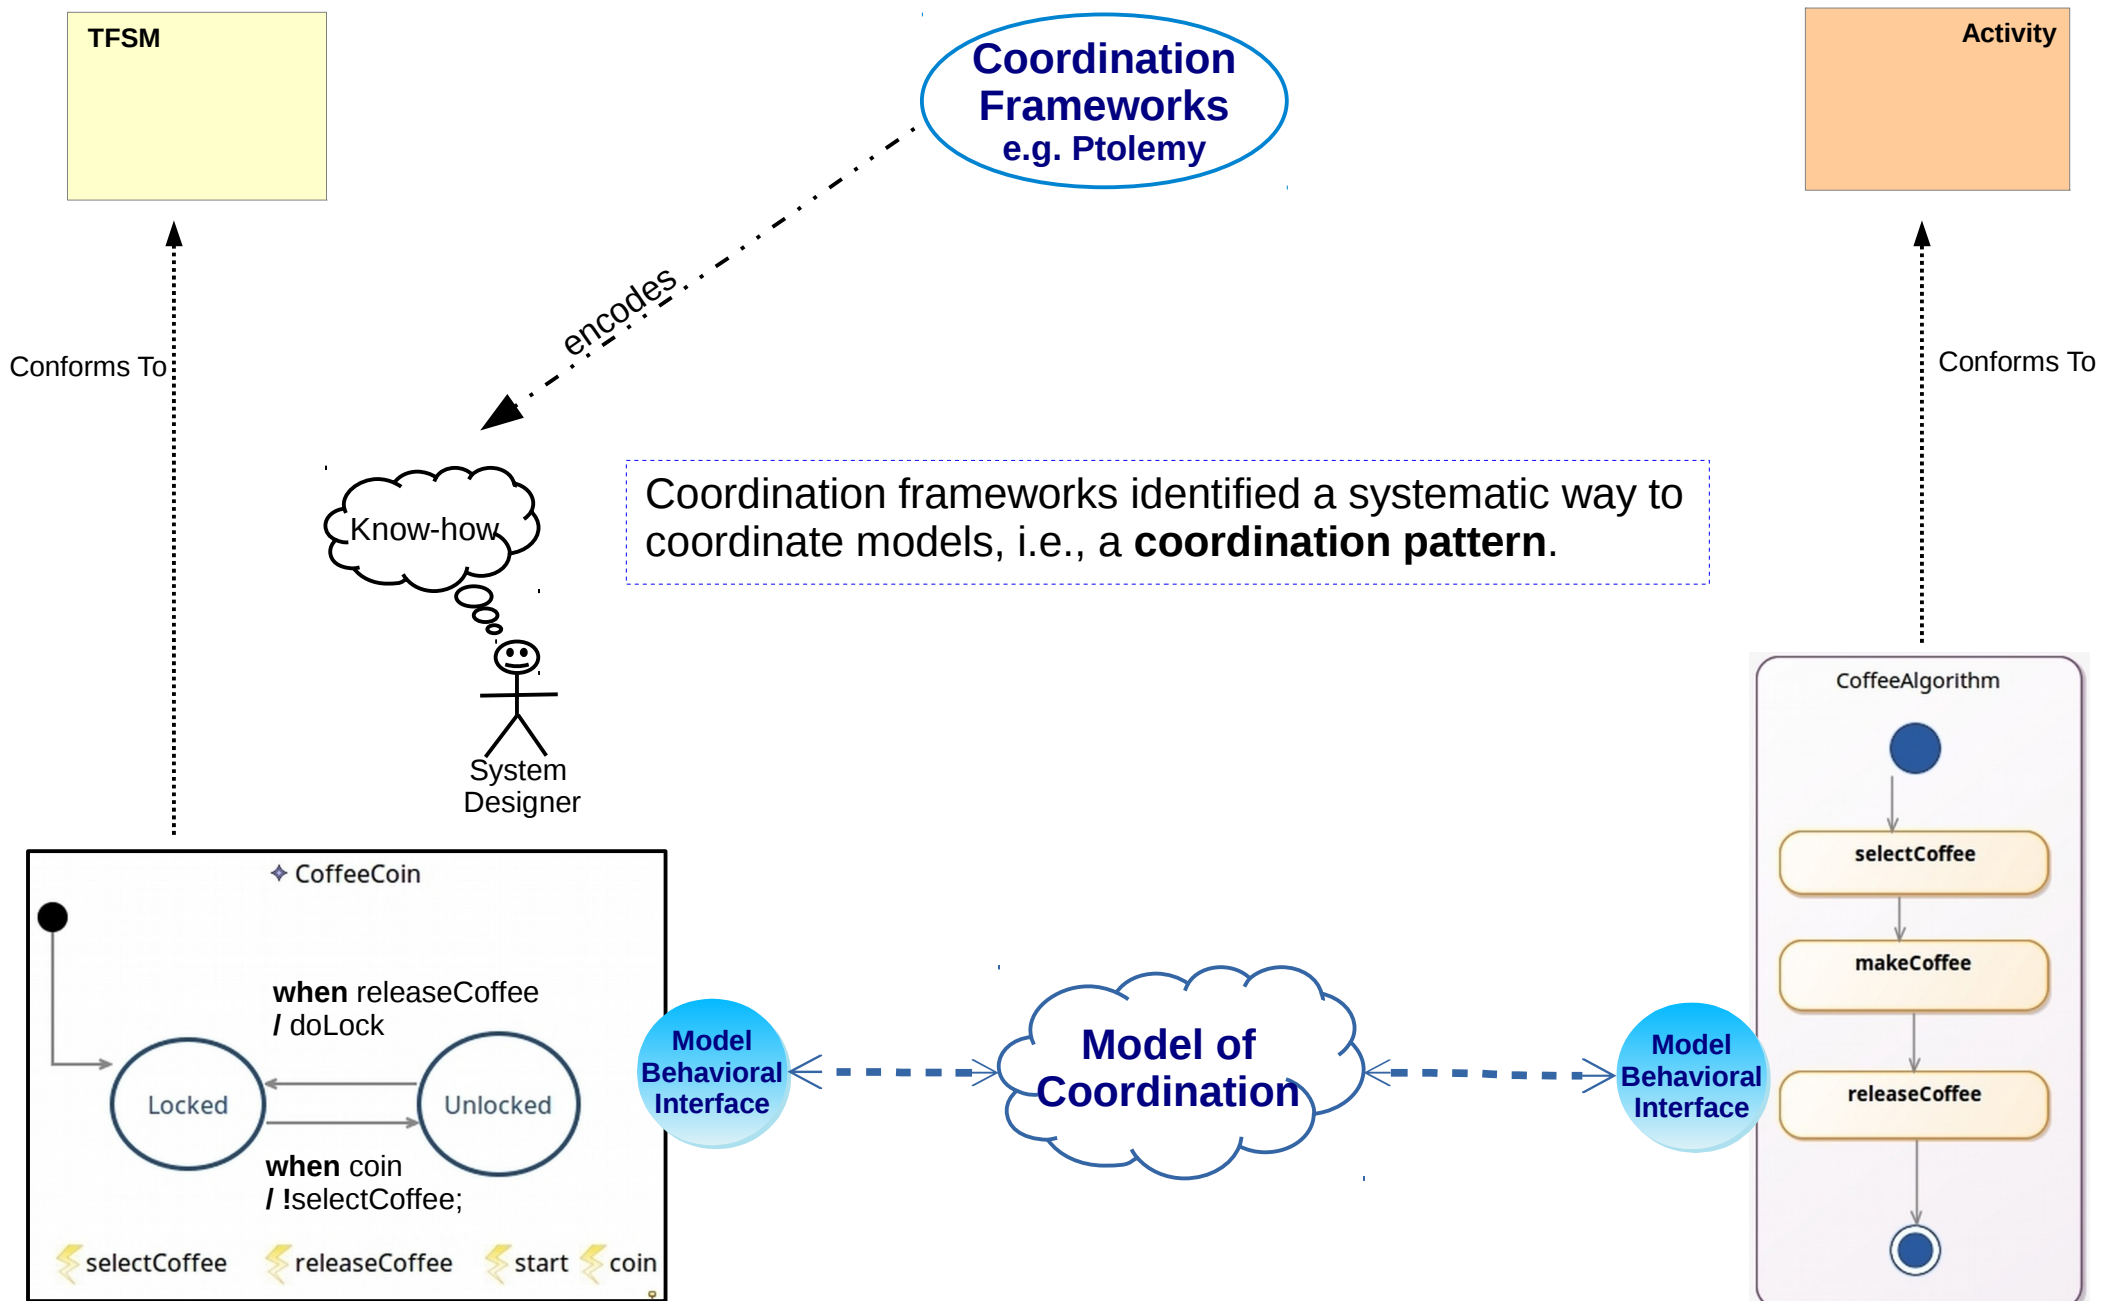 TFSM
Coordination
Frameworks
e.g. Ptolemy
Activity
encodes
Conforms To
Conforms To
Know-how
Coordination frameworks identified a systematic way to
coordinate models, i.e., a coordination pattern.
System
Designer
CoffeeCoin
when releaseCoffee
/ doLock
Locked
Unlocked
when coin
/ !selectCoffee;
selectCoffee
releaseCoffee
start
coin
Model
Behavioral
Interface
Model of
Coordination
Model
Behavioral
Interface
CoffeeAlgorithm
selectCoffee
makeCoffee
releaseCoffee